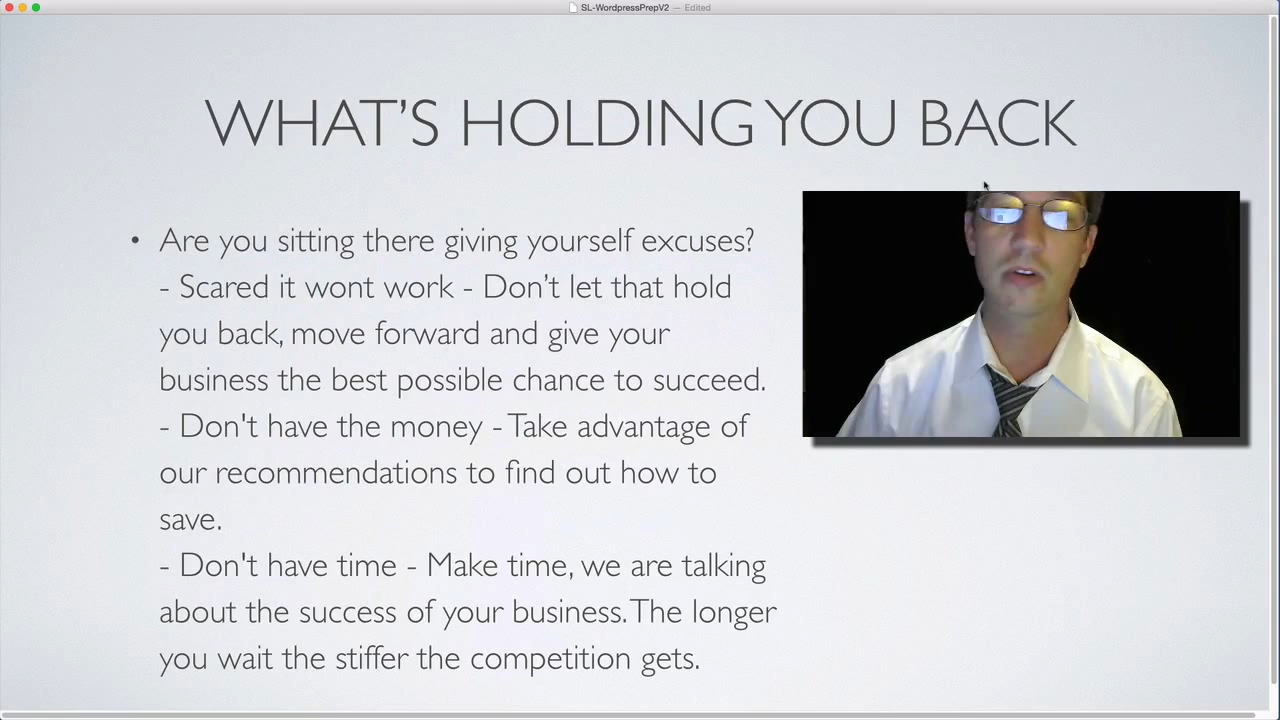 SL-WordpressPrepV2 — Edited
WHAT'S HOLDING YOU BACK
• Are you sitting there giving yourself excuses?
- Scared it wont work - Don’t let that hold
you back, move forward and give your
business the best possible chance to succeed.
- Don't have the money - Take advantage of
our recommendations to find out how to
save.
- Don't have time - Make time, we are talking
about the success of your business. The longer
you wait the stiffer the competition gets.